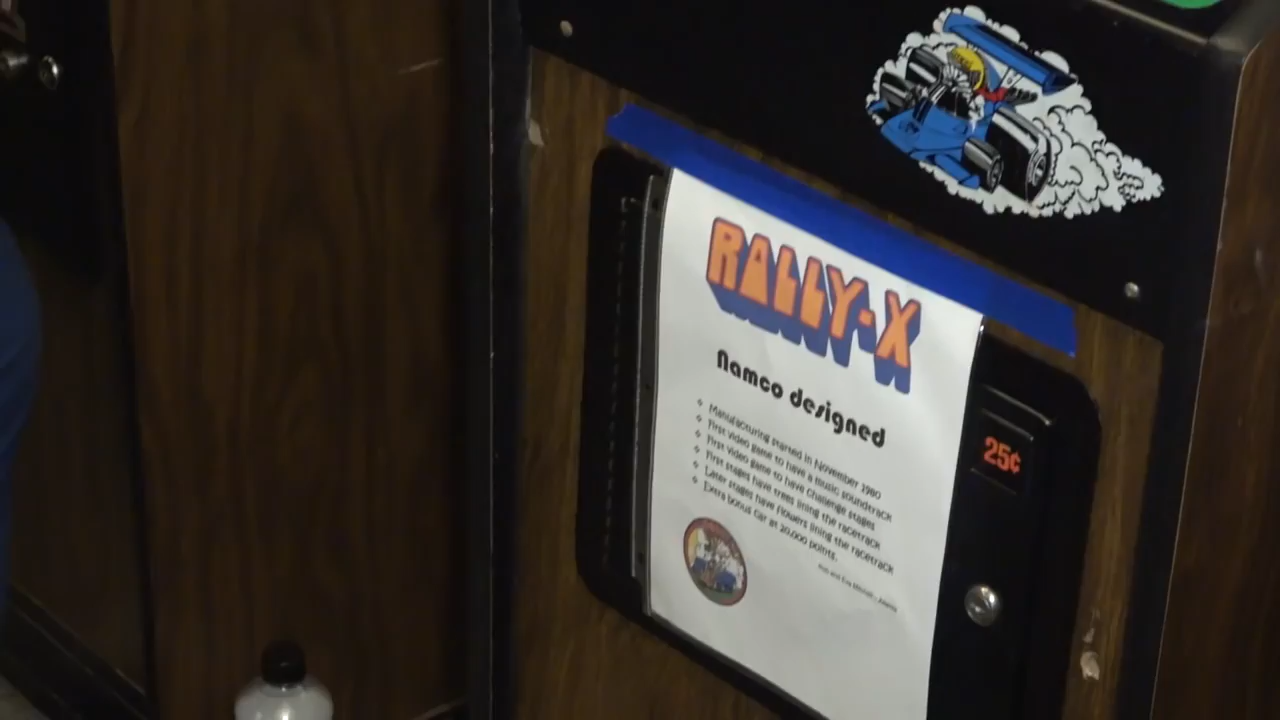 RALLY-X
Namco designed
Manufacturing started in November 1980
First video game to have a music soundtrack
First video game to have Challenge stages
First stages have trees lining the racetrack
Later stages have flowers lining the racetrack
Extra bonus car at 20,000 points.
25¢